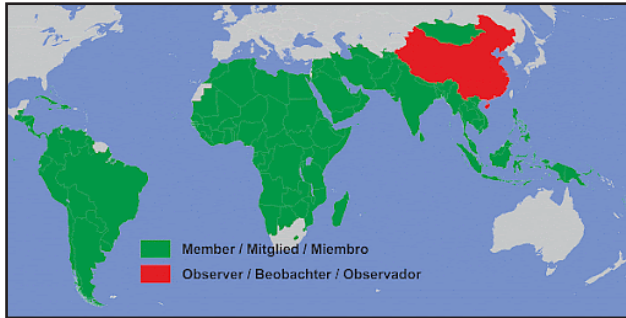 Member / Mitglied / Miembro
Observer / Beobachter / Observador